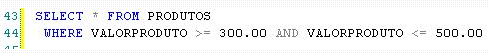 43 SELECT * FROM PRODUTOS
44 WHERE VALORPRODUTO >= 300.00 AND VALORPRODUTO <= 500.00